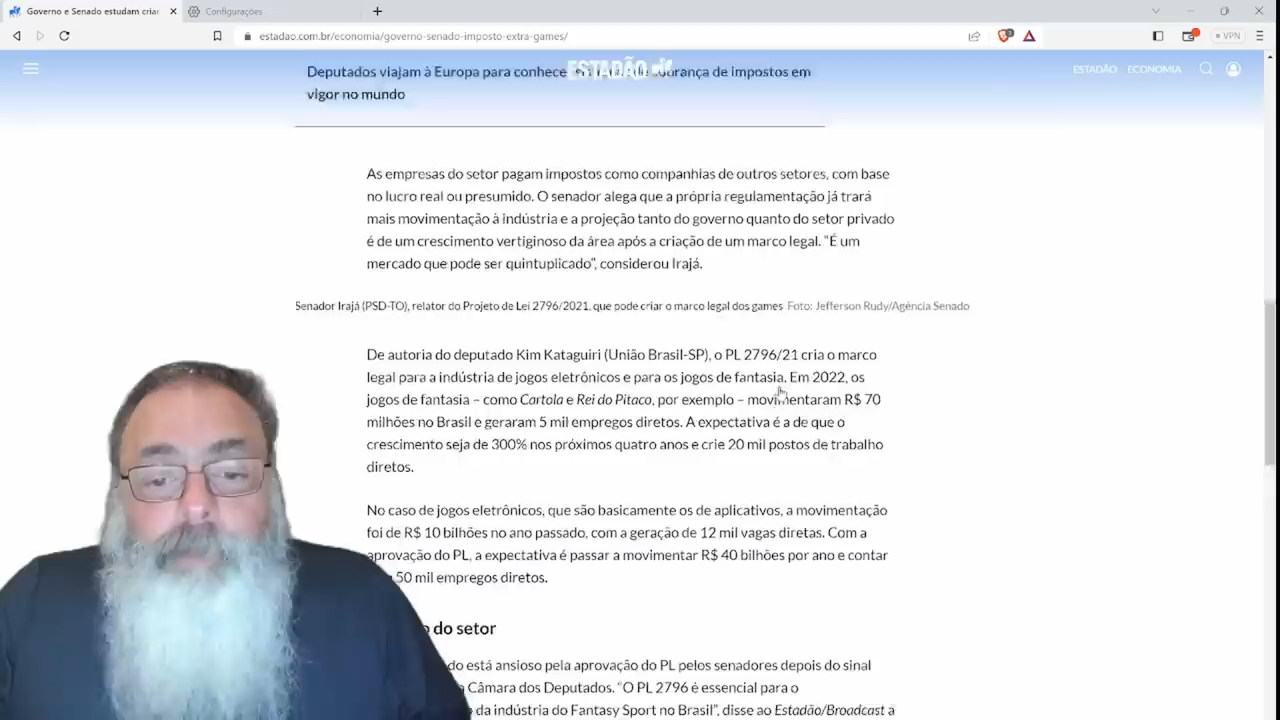 Governo e Senado estudam criar
Configurações
estadao.com.br/economia/governo-senado-imposto-extra-games/
VPN
ESTADÃO
ESTADÃO ECONOMIA
Deputados viajam à Europa para conhece de impostos em
vigor no mundo
As empresas do setor pagam impostos como companhias de outros setores, com base
no lucro real ou presumido. O senador alega que a própria regulamentação já trará
mais movimentação à indústria e a projeção tanto do governo quanto do setor privado
é de um crescimento vertiginoso da área após a criação de um marco legal. “É um
mercado que pode ser quintuplicado”, considerou Irajá.
Senador Irajá (PSD-TO), relator do Projeto de Lei 2796/2021, que pode criar o marco legal dos games Foto: Jefferson Rudy/Agência Senado
De autoria do deputado Kim Kataguiri (União Brasil-SP), o PL 2796/21 cria o marco
legal para a indústria de jogos eletrônicos e para os jogos de fantasia. Em 2022, os
jogos de fantasia – como Cartola e Rei do Pitaco, por exemplo – movimentaram R$ 70
milhões no Brasil e geraram 5 mil empregos diretos. A expectativa é a de que o
crescimento seja de 300% nos próximos quatro anos e crie 20 mil postos de trabalho
diretos.
No caso de jogos eletrônicos, que são basicamente os de aplicativos, a movimentação
foi de R$ 10 bilhões no ano passado, com a geração de 12 mil vagas diretas. Com a
aprovação do PL, a expectativa é passar a movimentar R$ 40 bilhões por ano e contar
50 mil empregos diretos.
do setor
do está ansioso pela aprovação do PL pelos senadores depois do sinal
Câmara dos Deputados. “O PL 2796 é essencial para o
da indústria do Fantasy Sport no Brasil”, disse ao Estadão/Broadcast a